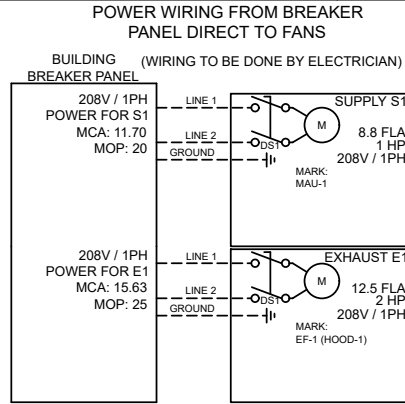 POWER WIRING FROM BREAKER
PANEL DIRECT TO FANS
BUILDING
BREAKER PANEL
(WIRING TO BE DONE BY ELECTRICIAN)
208V / 1PH
POWER FOR S1
MCA: 11.70
MOP: 20
LINE 1
LINE 2
GROUND
DS1
M
MARK:
MAU-1
SUPPLY S1
8.8 FLA
1 HP
208V / 1PH
208V / 1PH
POWER FOR E1
MCA: 15.63
MOP: 25
LINE 1
LINE 2
GROUND
DS1
M
MARK:
EF-1 (HOOD-1)
EXHAUST E1
12.5 FLA
2 HP
208V / 1PH